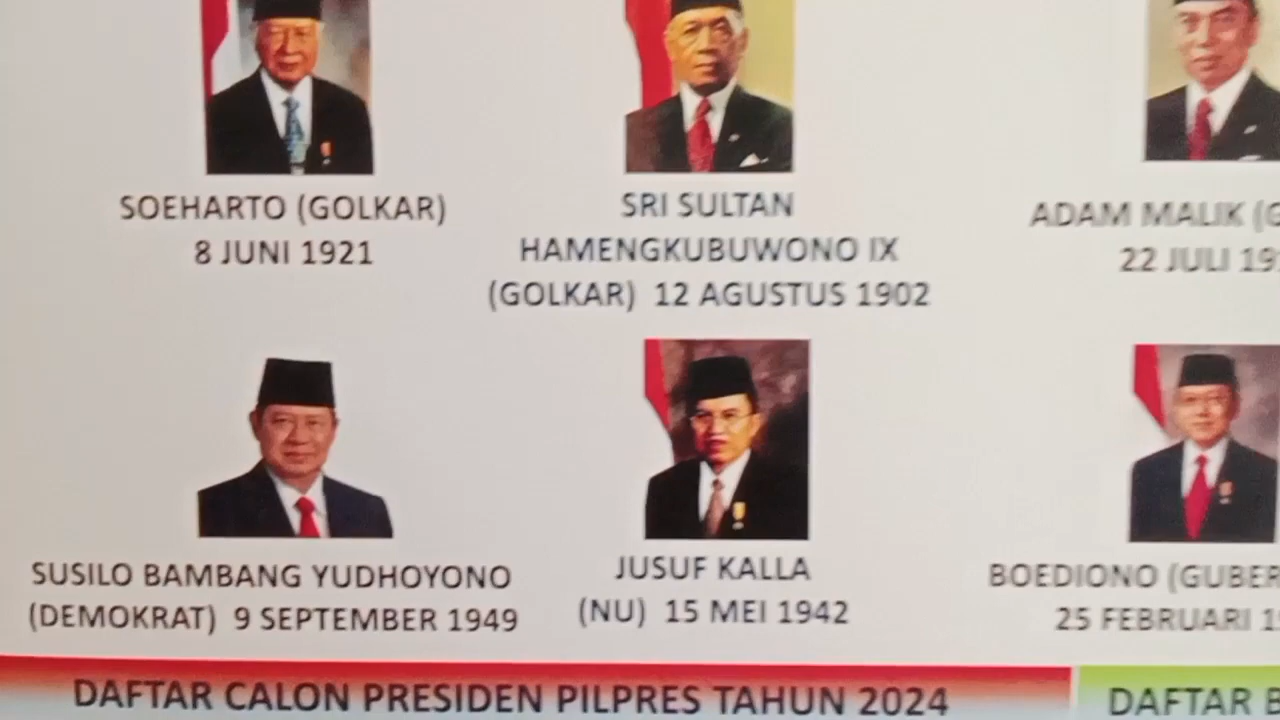 SOEHARTO (GOLKAR)
8 JUNI 1921
SRI SULTAN
HAMENGKUBUWONO IX
(GOLKAR) 12 AGUSTUS 1902
ADAM MALIK
22 JULI
SUSILO BAMBANG YUDHOYONO
(DEMOKRAT) 9 SEPTEMBER 1949
JUSUF KALLA
(NU) 15 MEI 1942
BOEDIONO
25 FEBRUARI
DAFTAR CALON PRESIDEN PILPRES TAHUN 2024
DAFTAR